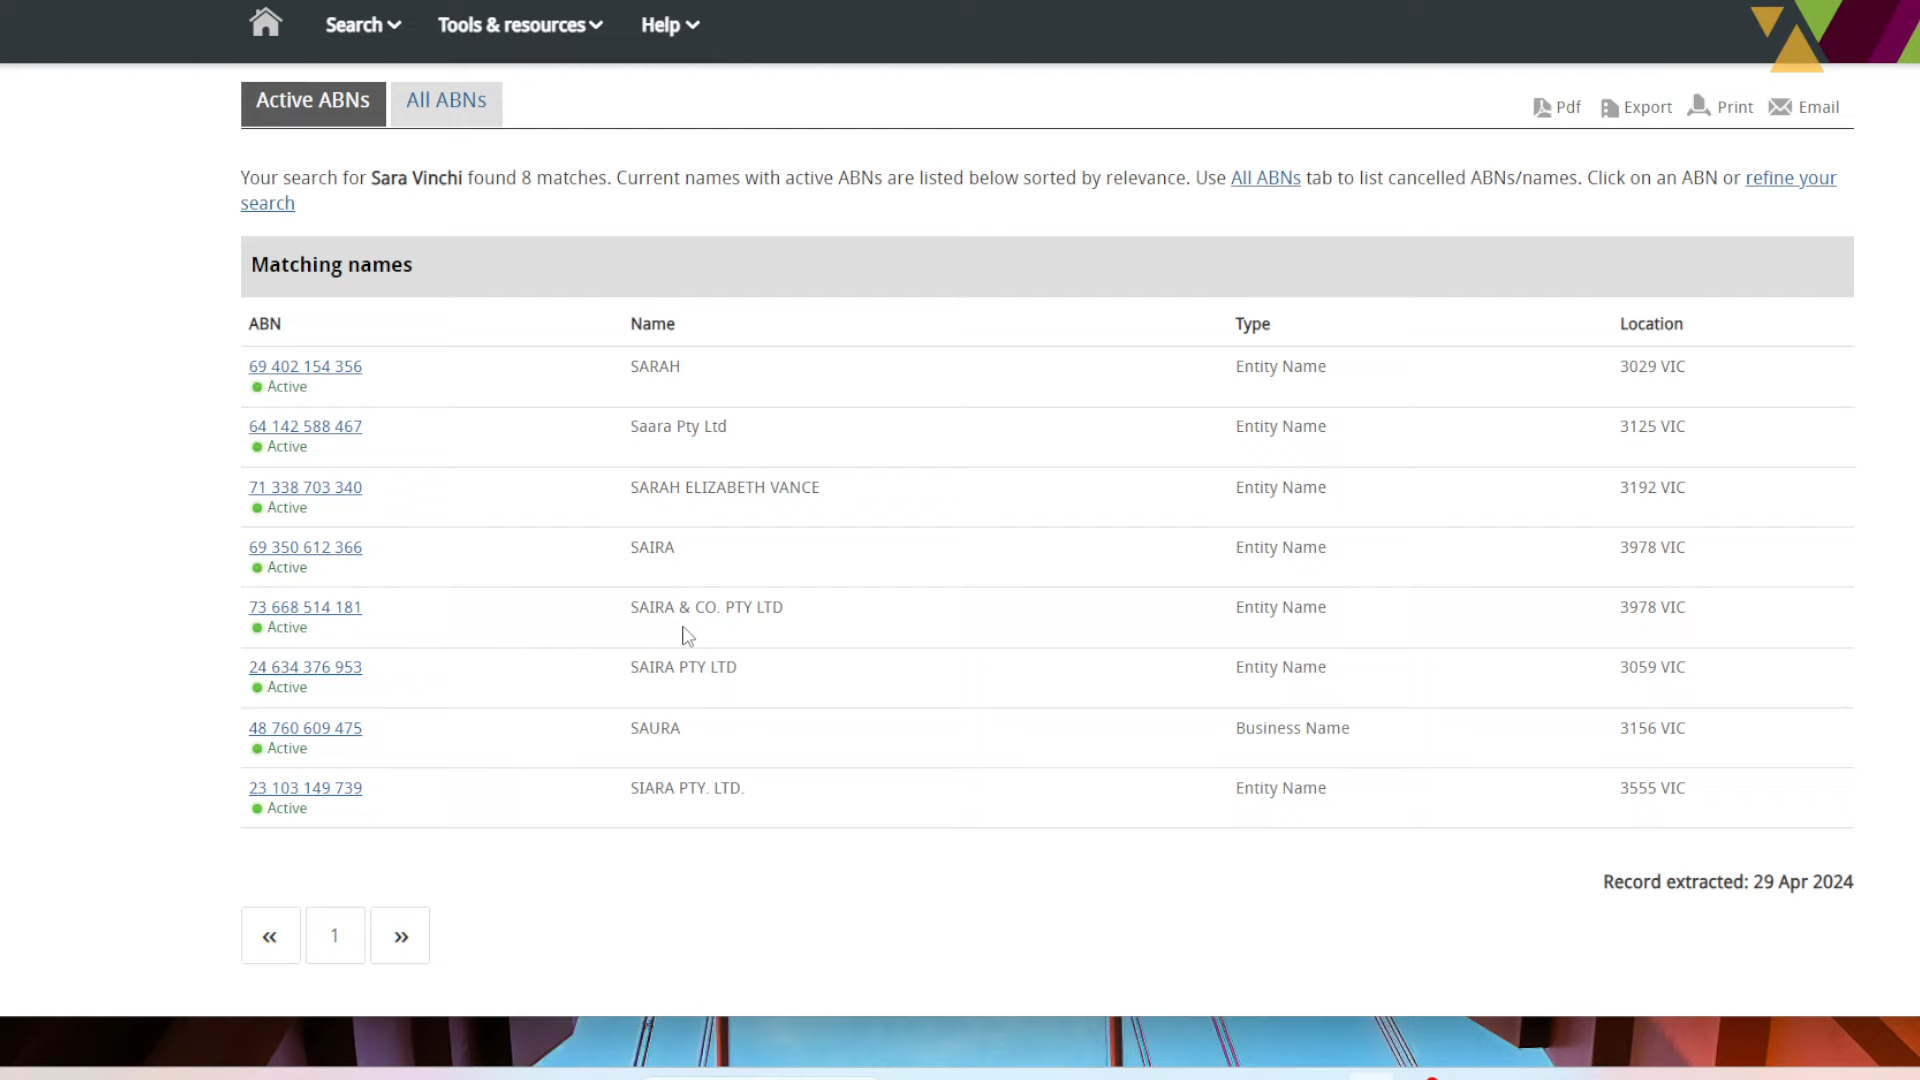 Search Tools & resources Help
Active ABNs All ABNs
Pdf Export Print Email
Your search for Sara Vinchi found 8 matches. Current names with active ABNs are listed below sorted by relevance. Use All ABNs tab to list cancelled ABNs/names. Click on an ABN or refine your
search
Matching names
ABN Name Type Location
69 402 154 356 SARAH Entity Name 3029 VIC
Active
64 142 588 467 Saara Pty Ltd Entity Name 3125 VIC
Active
71 338 703 340 SARAH ELIZABETH VANCE Entity Name 3192 VIC
Active
69 350 612 366 SAIRA Entity Name 3978 VIC
Active
73 668 514 181 SAIRA & CO. PTY LTD Entity Name 3978 VIC
Active
24 634 376 953 SAIRA PTY LTD Entity Name 3059 VIC
Active
48 760 609 475 SAURA Business Name 3156 VIC
Active
23 103 149 739 SIARA PTY. LTD. Entity Name 3555 VIC
Active
Record extracted: 29 Apr 2024
« 1 »